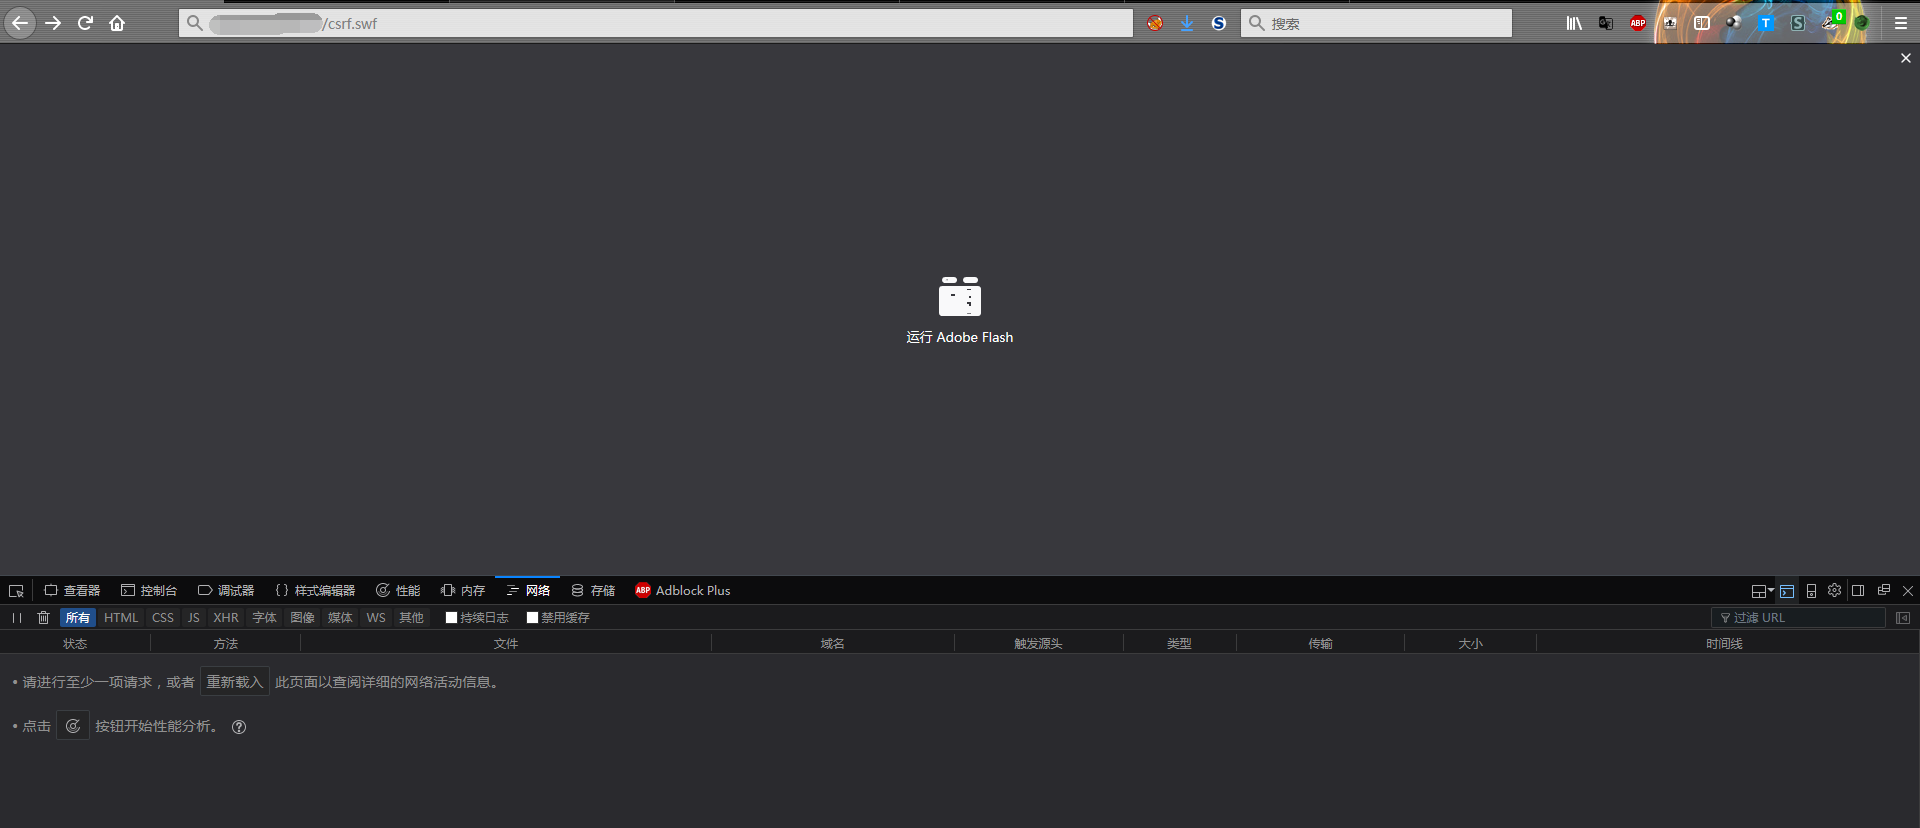 /csrf.swf 搜索 ABP T S 0
运行 Adobe Flash
查看器 控制台 调试器 {} 样式编辑器 性能 内存 网络 存储 ABP Adblock Plus
所有 HTML CSS JS XHR 字体 图像 媒体 WS 其他 持续日志 禁用缓存 过滤 URL
状态 方法 文件 域名 触发源头 类型 传输 大小 时间线
• 请进行至少一项请求，或者 重新载入 此页面以查阅详细的网络活动信息。
• 点击 按钮开始性能分析。 ?